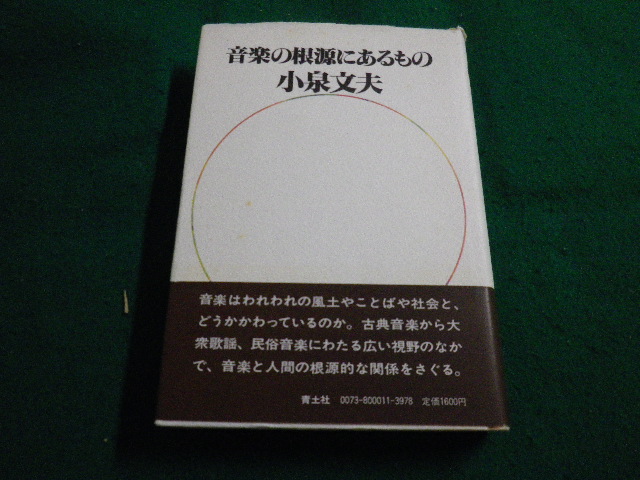 音楽の根源にあるもの
小泉文夫
音楽はわれわれの風土やことばや社会と、
どうかかわっているのか。古典音楽から大
衆歌謡、民俗音楽にわたる広い視野のなか
で、音楽と人間の根源的な関係をさぐる。
青土社 0073-800011-3978 定価1600円